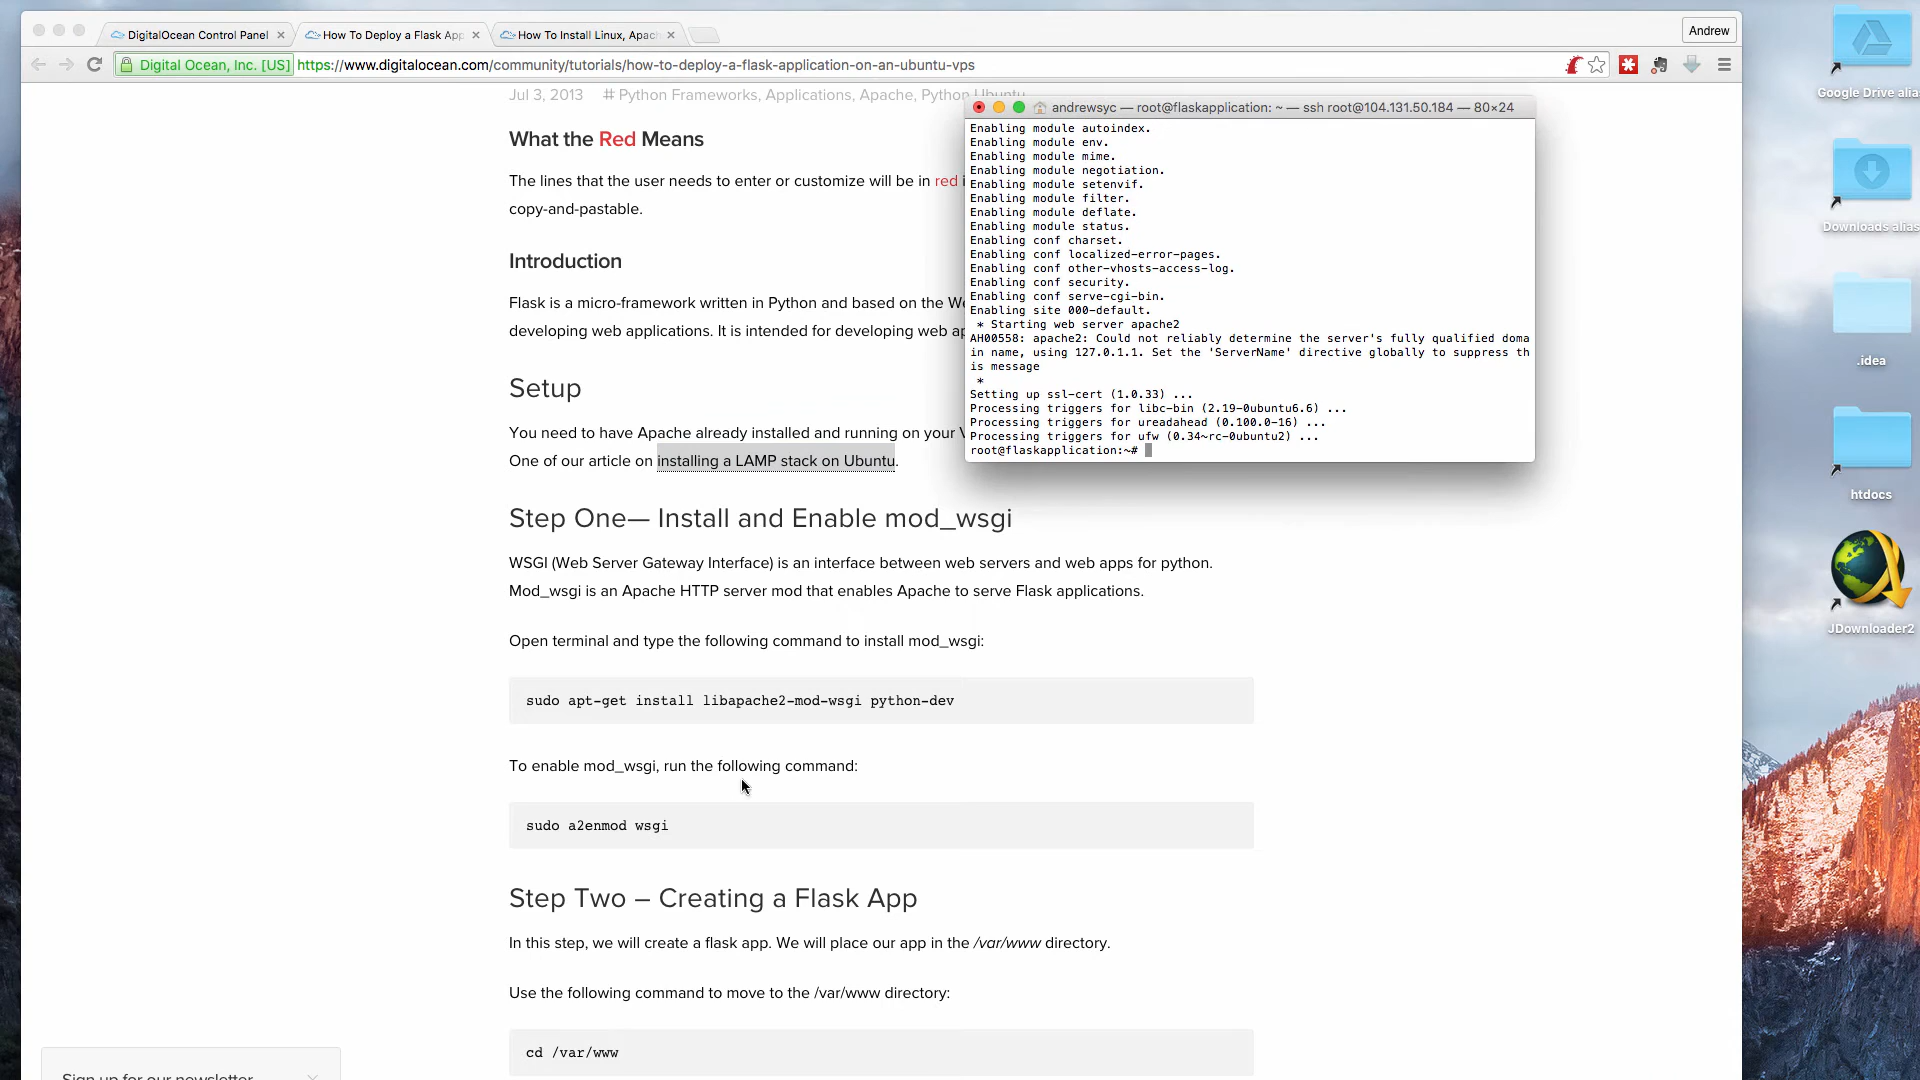 DigitalOcean Control Panel
How To Deploy a Flask App
How To Install Linux, Apac
Andrew
Digital Ocean, Inc. [US] https://www.digitalocean.com/community/tutorials/how-to-deploy-a-flask-application-on-an-ubuntu-vps
Jul 3, 2013 # Python Frameworks, Applications, Apache, Python Ubuntu
What the Red Means
The lines that the user needs to enter or customize will be in red i
copy-and-pastable.
Introduction
Flask is a micro-framework written in Python and based on the We
developing web applications. It is intended for developing web ap
Setup
You need to have Apache already installed and running on your V
One of our article on installing a LAMP stack on Ubuntu.
Step One— Install and Enable mod_wsgi
WSGI (Web Server Gateway Interface) is an interface between web servers and web apps for python.
Mod_wsgi is an Apache HTTP server mod that enables Apache to serve Flask applications.
Open terminal and type the following command to install mod_wsgi:
sudo apt-get install libapache2-mod-wsgi python-dev
To enable mod_wsgi, run the following command:
sudo a2enmod wsgi
Step Two – Creating a Flask App
In this step, we will create a flask app. We will place our app in the /var/www directory.
Use the following command to move to the /var/www directory:
cd /var/www
Sign up for our newsletter
andrewsyc — root@flaskapplication: ~ — ssh root@104.131.50.184 — 80×24
Enabling module autoindex.
Enabling module env.
Enabling module mime.
Enabling module negotiation.
Enabling module setenvif.
Enabling module filter.
Enabling module deflate.
Enabling module status.
Enabling conf charset.
Enabling conf localized-error-pages.
Enabling conf other-vhosts-access-log.
Enabling conf security.
Enabling conf serve-cgi-bin.
Enabling site 000-default.
* Starting web server apache2
AH00558: apache2: Could not reliably determine the server's fully qualified doma
in name, using 127.0.1.1. Set the 'ServerName' directive globally to suppress th
is message
*
Setting up ssl-cert (1.0.33) ...
Processing triggers for libc-bin (2.19-0ubuntu6.6) ...
Processing triggers for ureadahead (0.100.0-16) ...
Processing triggers for ufw (0.34~rc-0ubuntu2) ...
root@flaskapplication:~#
Google Drive alia
Downloads alias
.idea
htdocs
JDownloader2